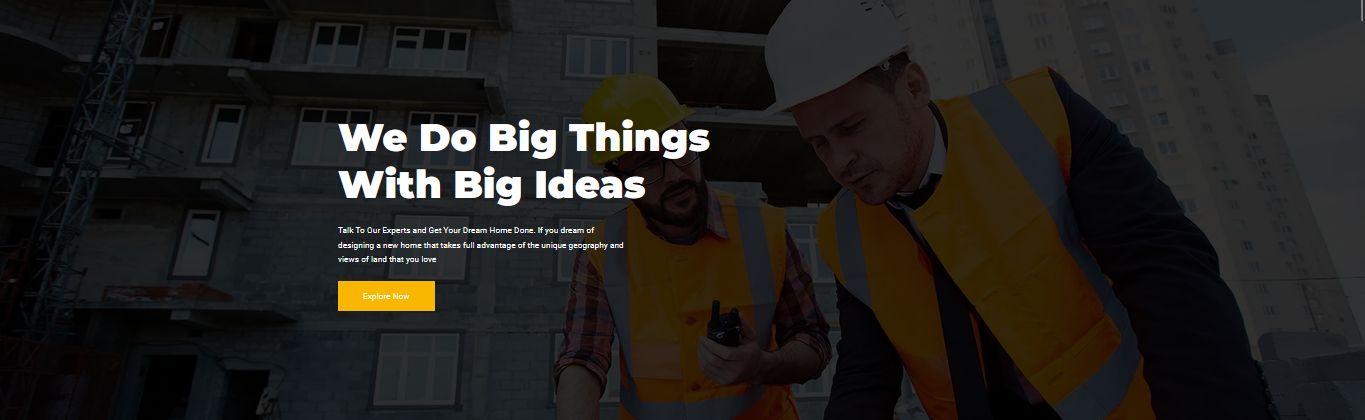 We Do Big Things
With Big Ideas
Talk To Our Experts and Get Your Dream Home Done. If you dream of
designing a new home that takes full advantage of the unique geography and
views of land that you love
Explore Now